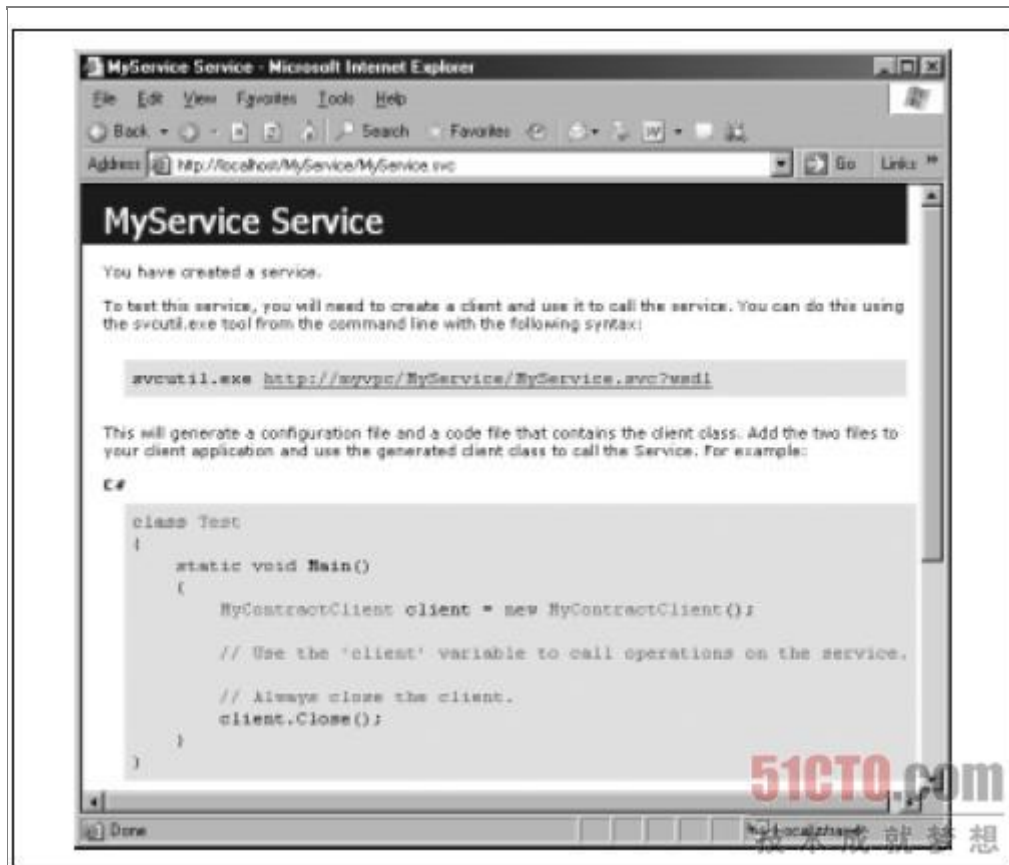 MyService Service - Microsoft Internet Explorer
File Edit View Favorites Tools Help
Back Search Favorites
Address http://localhost/MyService/MyService.svc Go Links »
MyService Service
You have created a service.
To test this service, you will need to create a client and use it to call the service. You can do this using
the svcutil.exe tool from the command line with the following syntax:
svcutil.exe http://myvpc/MyService/MyService.svc?wsdl
This will generate a configuration file and a code file that contains the client class. Add the two files to
your client application and use the generated client class to call the Service. For example:
C#
class Test
{
static void Main()
{
MyContractClient client = new MyContractClient();
// Use the 'client' variable to call operations on the service.
// Always close the client.
client.Close();
}
}
51CTO.com
Done
技术成就梦想